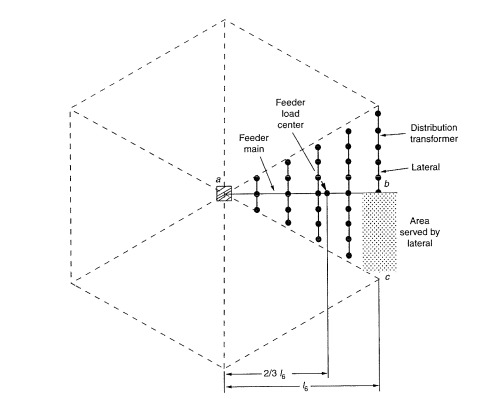 Feeder
load
center
Feeder
main
Distribution
transformer
Lateral
a
b
Area
served by
lateral
c
2/3 l6
l6